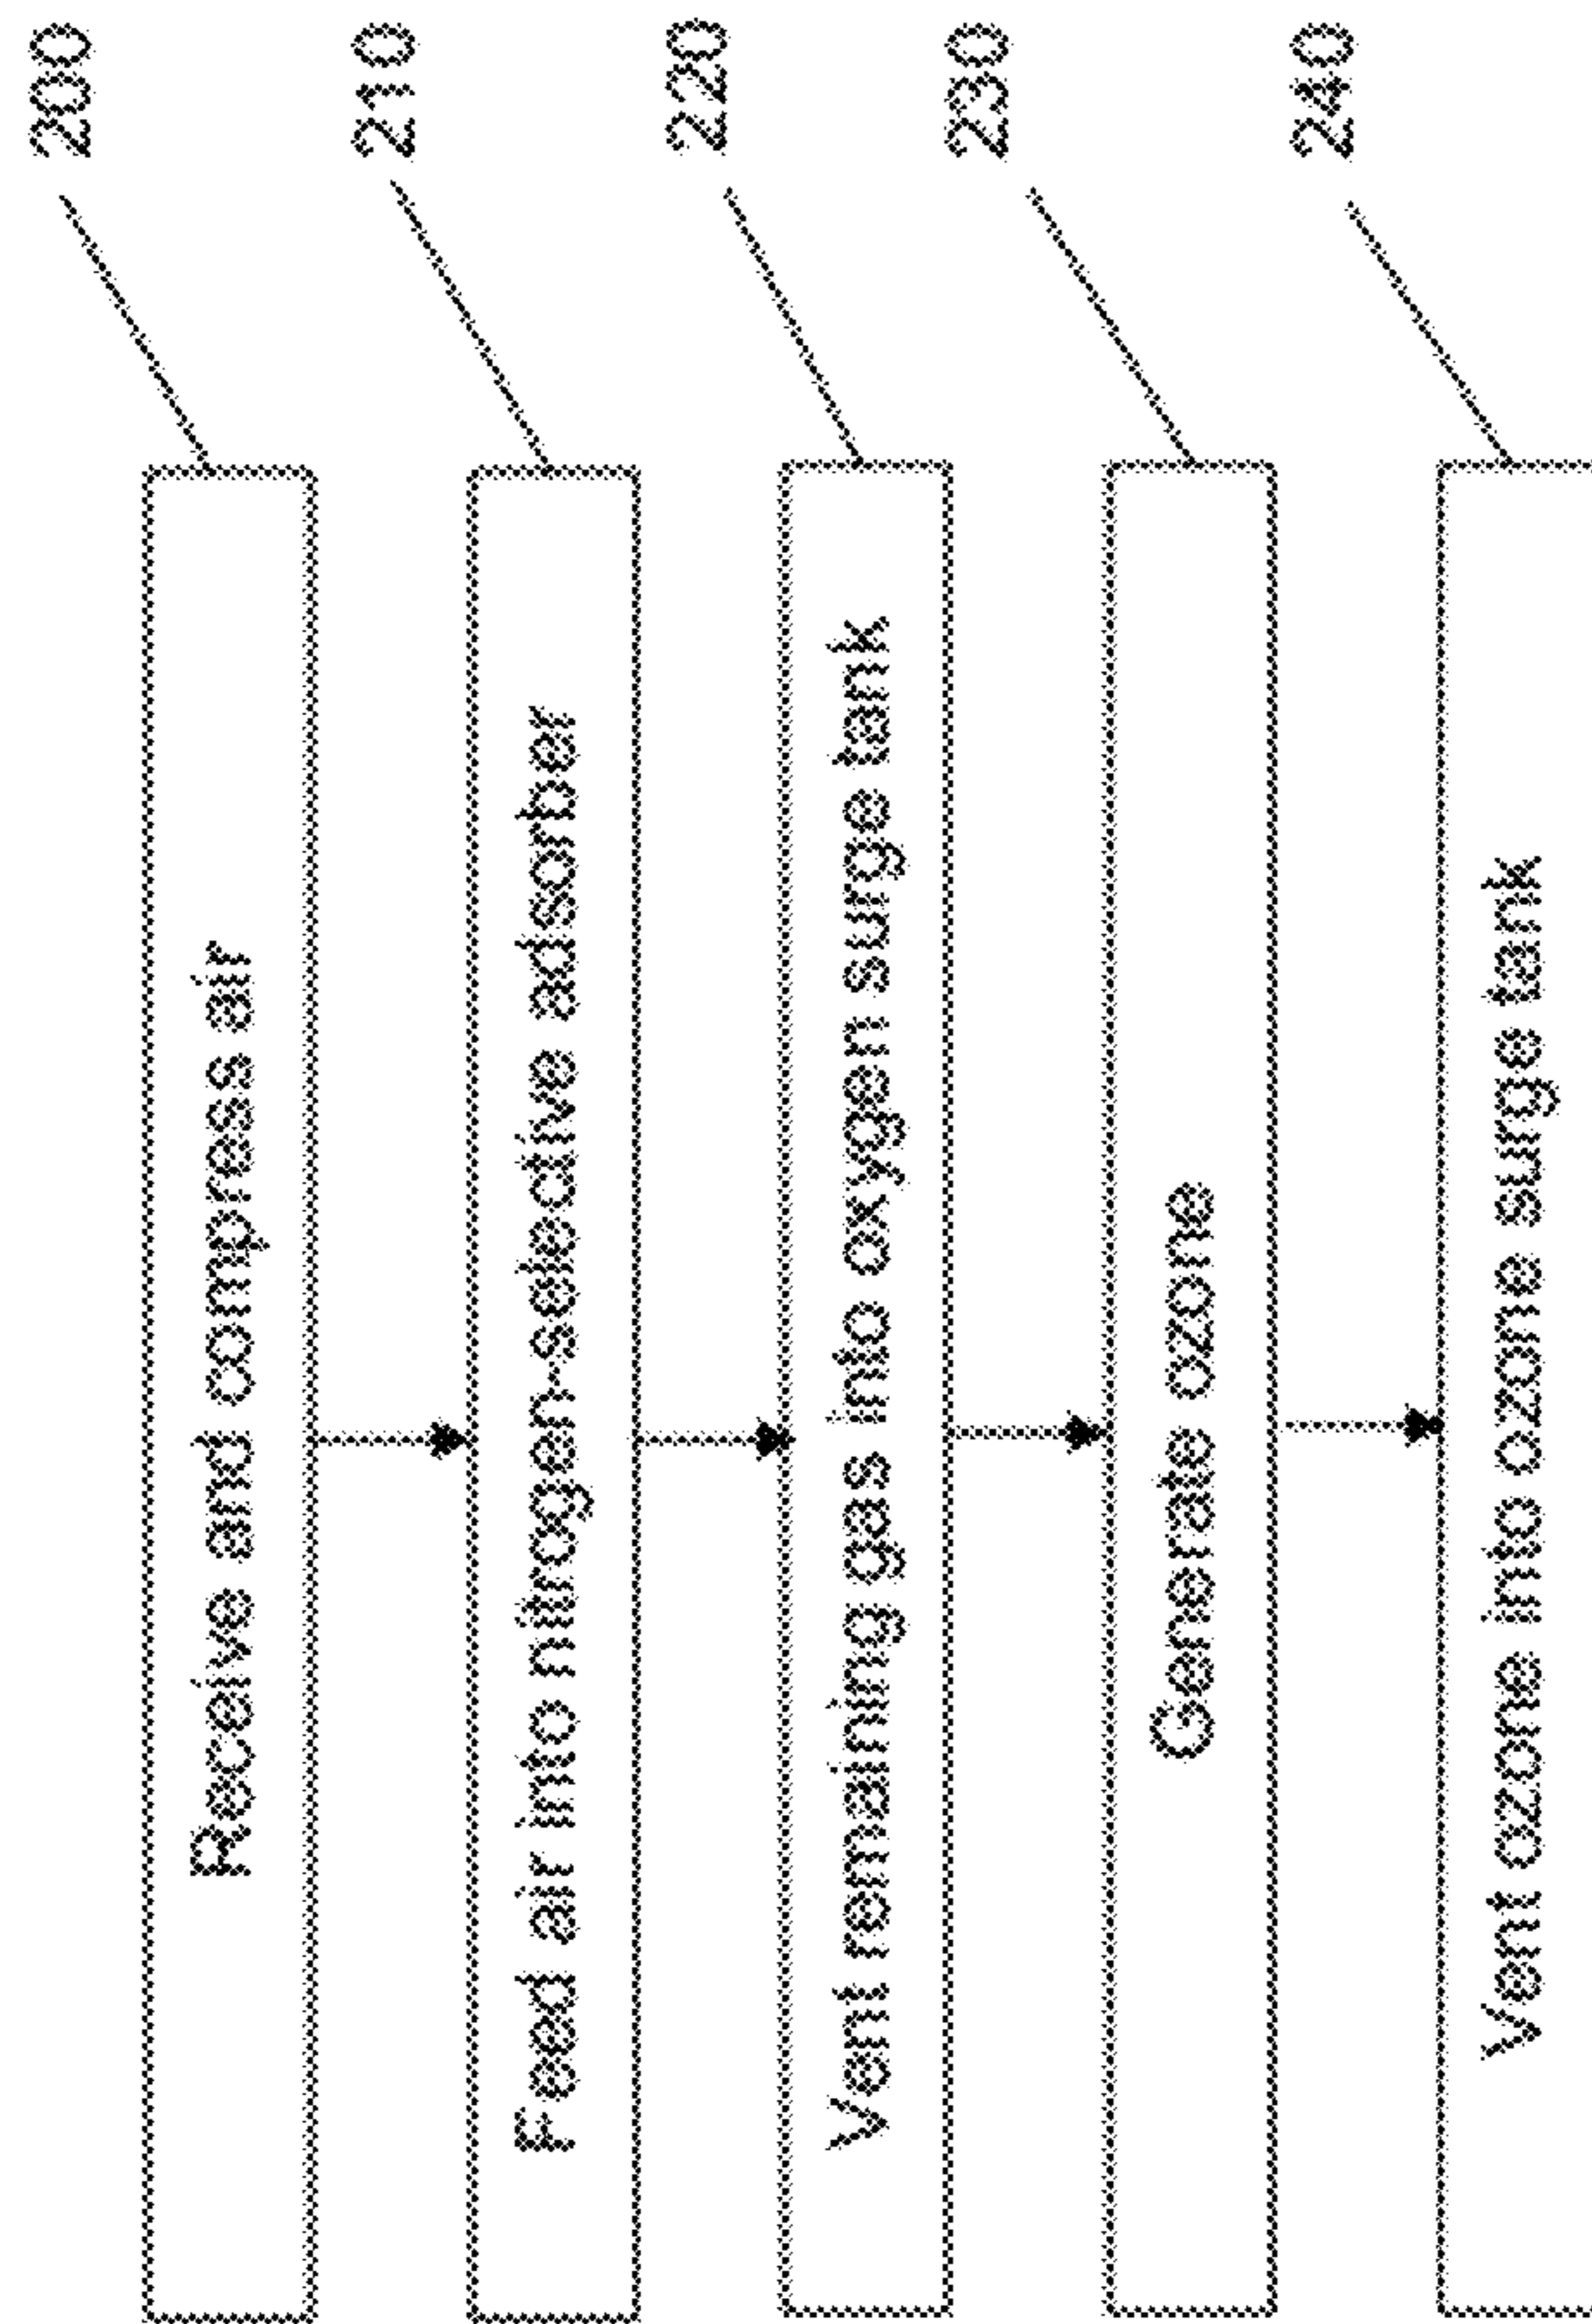 Receive and compress air
200
Feed air into nitrogen-selective adsorber
210
Vent remaining gas into oxygen surge tank
220
Generate ozone
230
Vent ozone into ozone surge tank
240